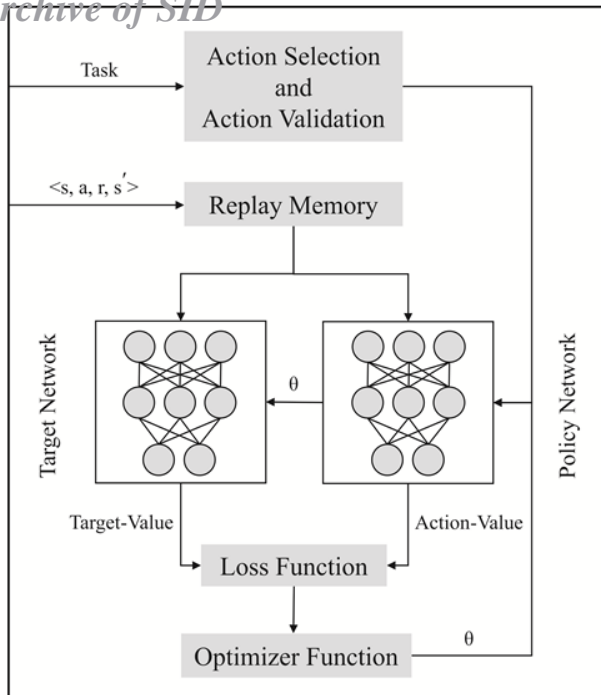 rchive of SID
Action Selection
and
Action Validation
Task
<s, a, r, s′>
Replay Memory
Target Network
θ
Policy Network
Target-Value
Action-Value
Loss Function
Optimizer Function
θ